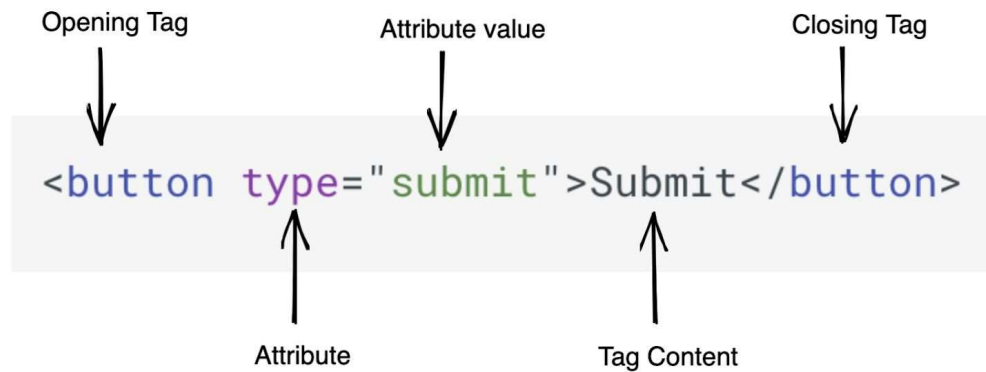 Opening Tag
Attribute value
Closing Tag
<button type="submit">Submit</button>
Attribute
Tag Content